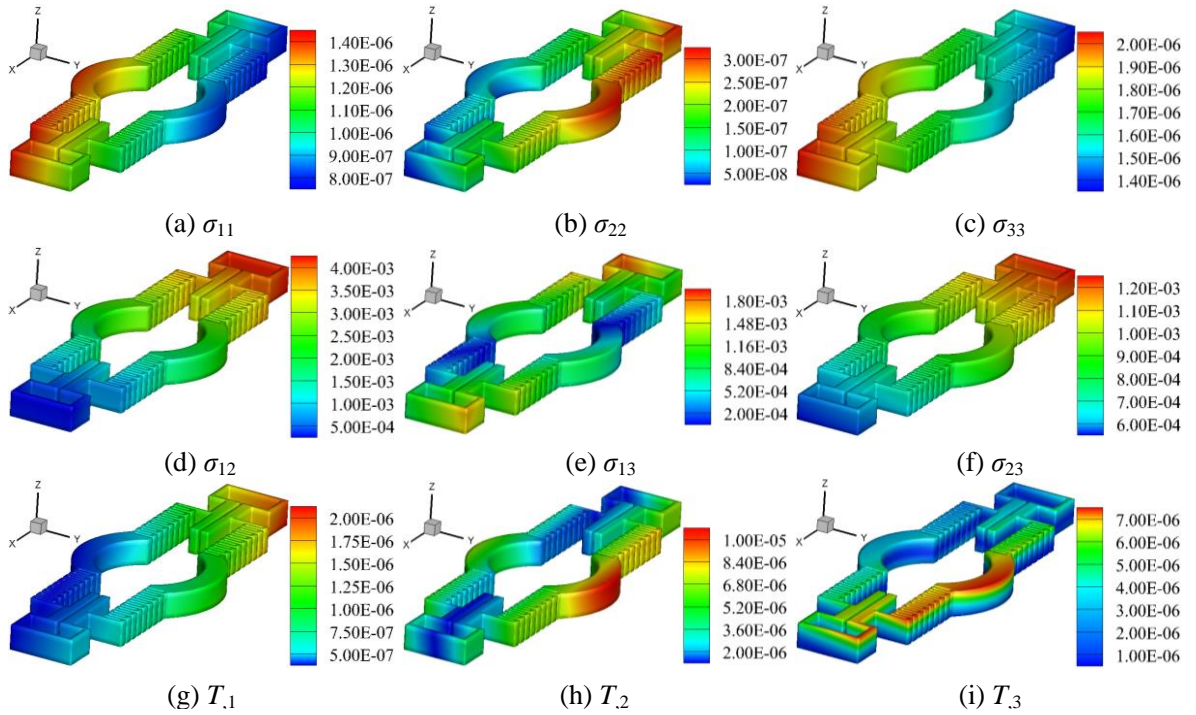 Z
X
Y
1.40E-06
1.30E-06
1.20E-06
1.10E-06
1.00E-06
9.00E-07
8.00E-07
(a) σ11
Z
X
Y
3.00E-07
2.50E-07
2.00E-07
1.50E-07
1.00E-07
5.00E-08
(b) σ22
Z
X
Y
2.00E-06
1.90E-06
1.80E-06
1.70E-06
1.60E-06
1.50E-06
1.40E-06
(c) σ33
Z
X
Y
4.00E-03
3.50E-03
3.00E-03
2.50E-03
2.00E-03
1.50E-03
1.00E-03
5.00E-04
(d) σ12
Z
X
Y
1.80E-03
1.48E-03
1.16E-03
8.40E-04
5.20E-04
2.00E-04
(e) σ13
Z
X
Y
1.20E-03
1.10E-03
1.00E-03
9.00E-04
8.00E-04
7.00E-04
6.00E-04
(f) σ23
Z
X
Y
2.00E-06
1.75E-06
1.50E-06
1.25E-06
1.00E-06
7.50E-07
5.00E-07
(g) T,1
Z
X
Y
1.00E-05
8.40E-06
6.80E-06
5.20E-06
3.60E-06
2.00E-06
(h) T,2
Z
X
Y
7.00E-06
6.00E-06
5.00E-06
4.00E-06
3.00E-06
2.00E-06
1.00E-06
(i) T,3